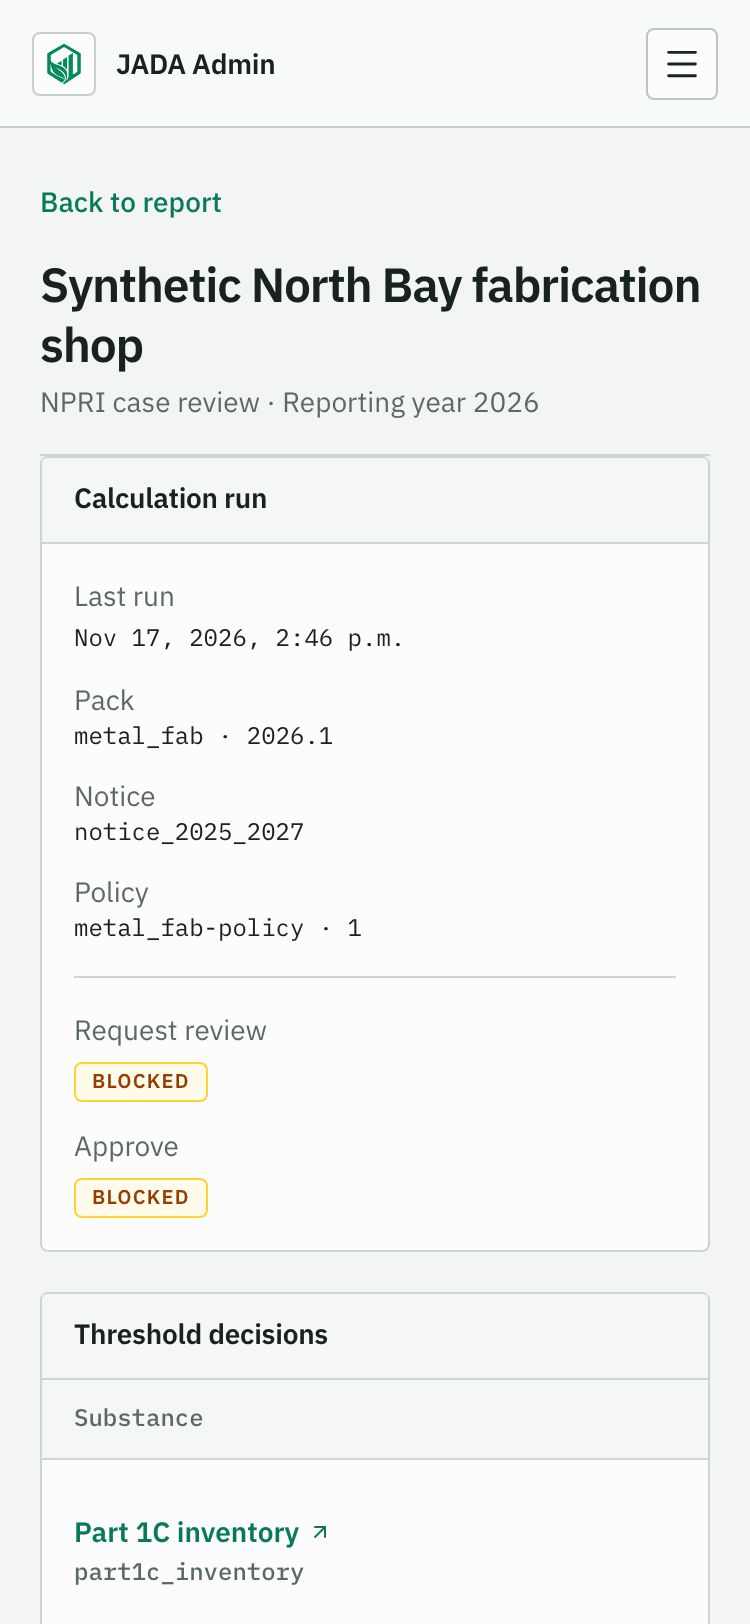 JADA Admin
Back to report
Synthetic North Bay fabrication
shop
NPRI case review · Reporting year 2026
Calculation run
Last run
Nov 17, 2026, 2:46 p.m.
Pack
metal_fab · 2026.1
Notice
notice_2025_2027
Policy
metal_fab-policy · 1
Request review
BLOCKED
Approve
BLOCKED
Threshold decisions
Substance
Part 1C inventory
part1c_inventory